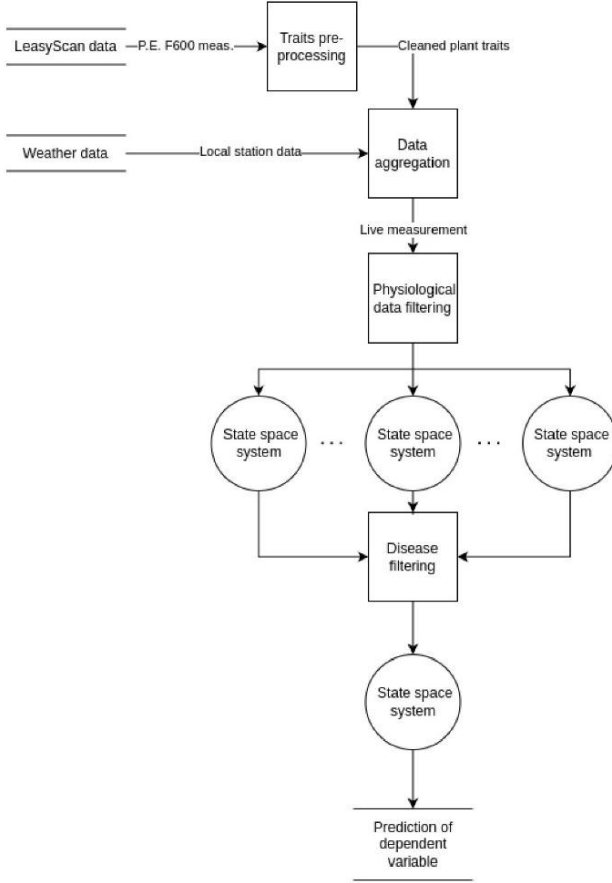 LeasyScan data
P.E. F600 meas.
Traits pre-
processing
Cleaned plant traits
Weather data
Local station data
Data
aggregation
Live measurement
Physiological
data filtering
State space
system
. . .
State space
system
. . .
State space
system
Disease
filtering
State space
system
Prediction of
dependent
variable